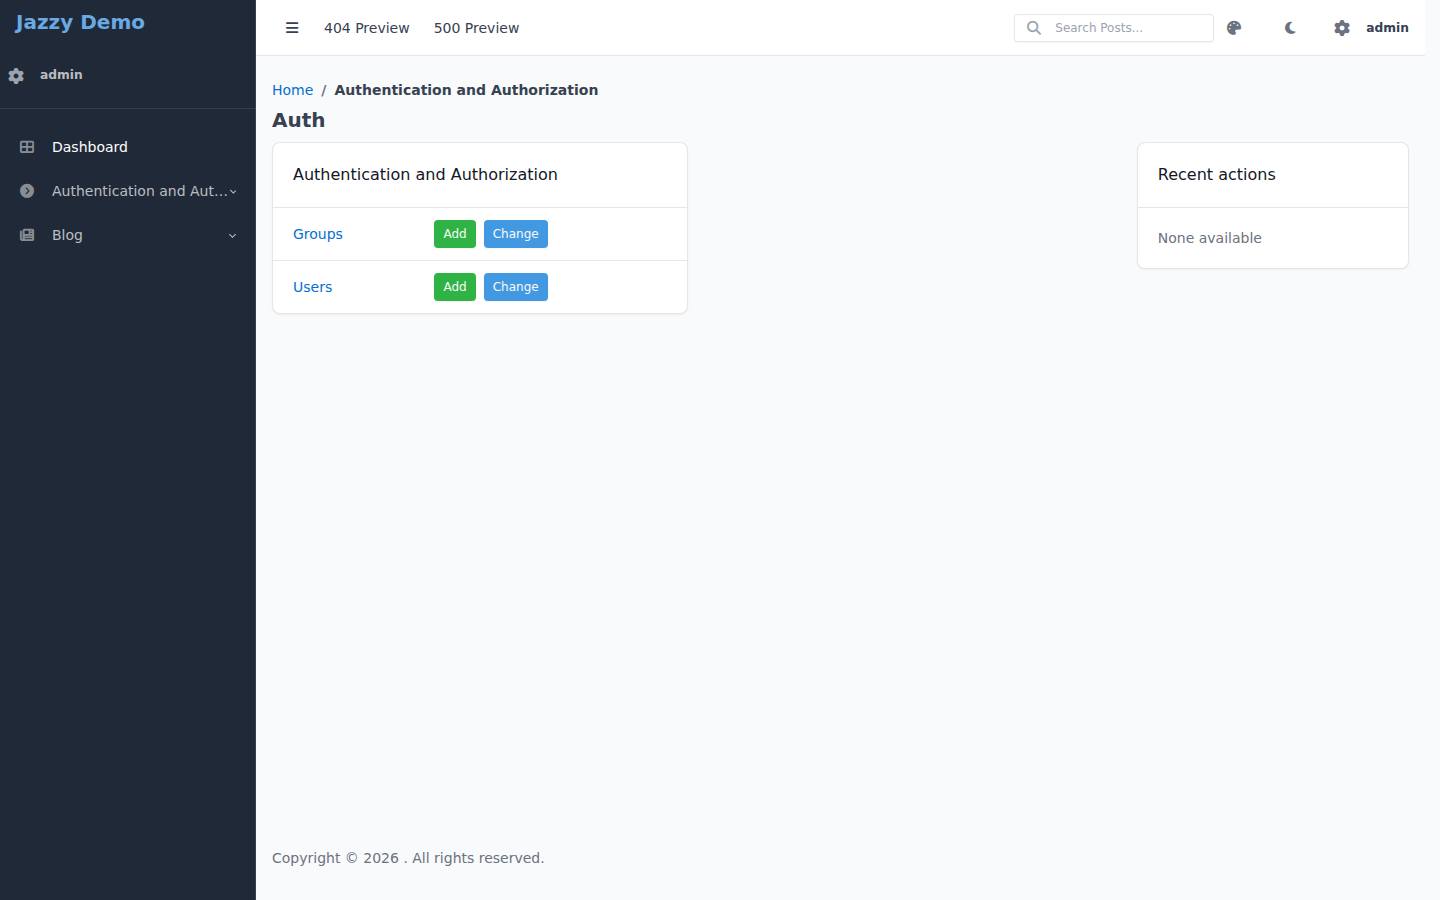 Jazzy Demo
admin
Dashboard
Authentication and Aut...
Blog
404 Preview
500 Preview
Search Posts...
admin
Home / Authentication and Authorization
Auth
Authentication and Authorization
Groups Add Change
Users Add Change
Recent actions
None available
Copyright © 2026 . All rights reserved.